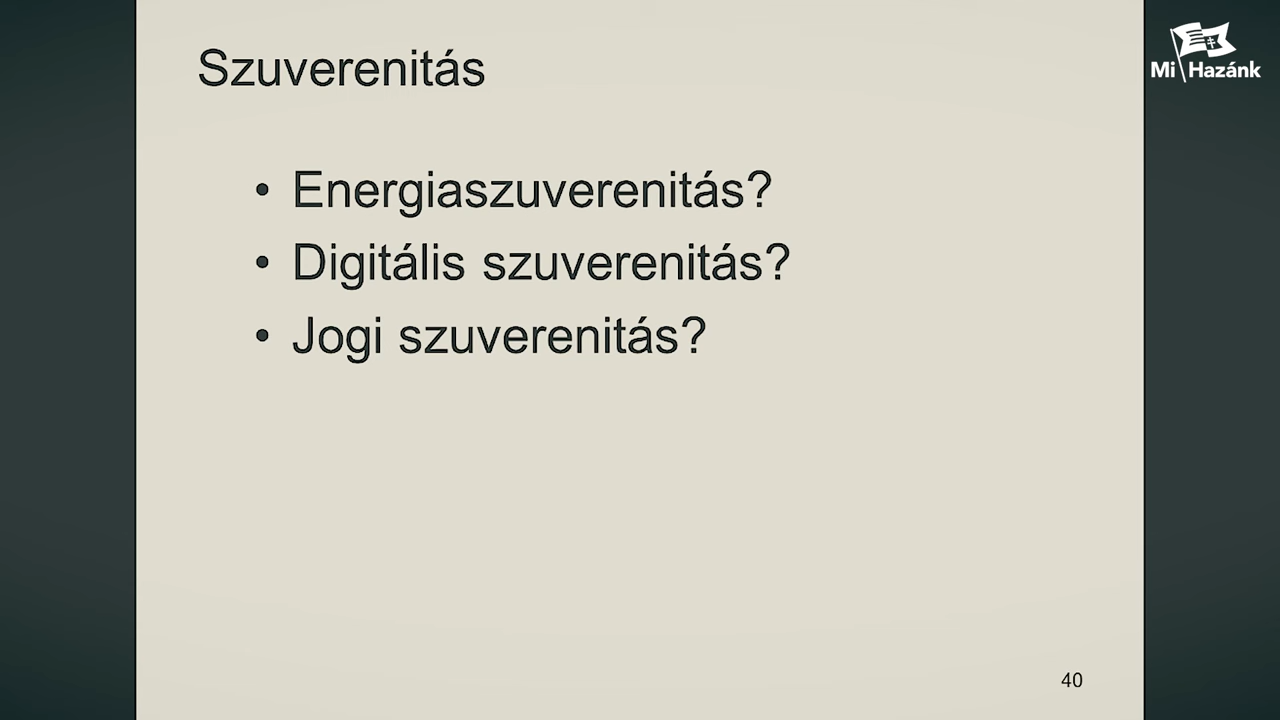 Szuverenitás
Mi Hazánk
• Energiaszuverenitás?
• Digitális szuverenitás?
• Jogi szuverenitás?
40